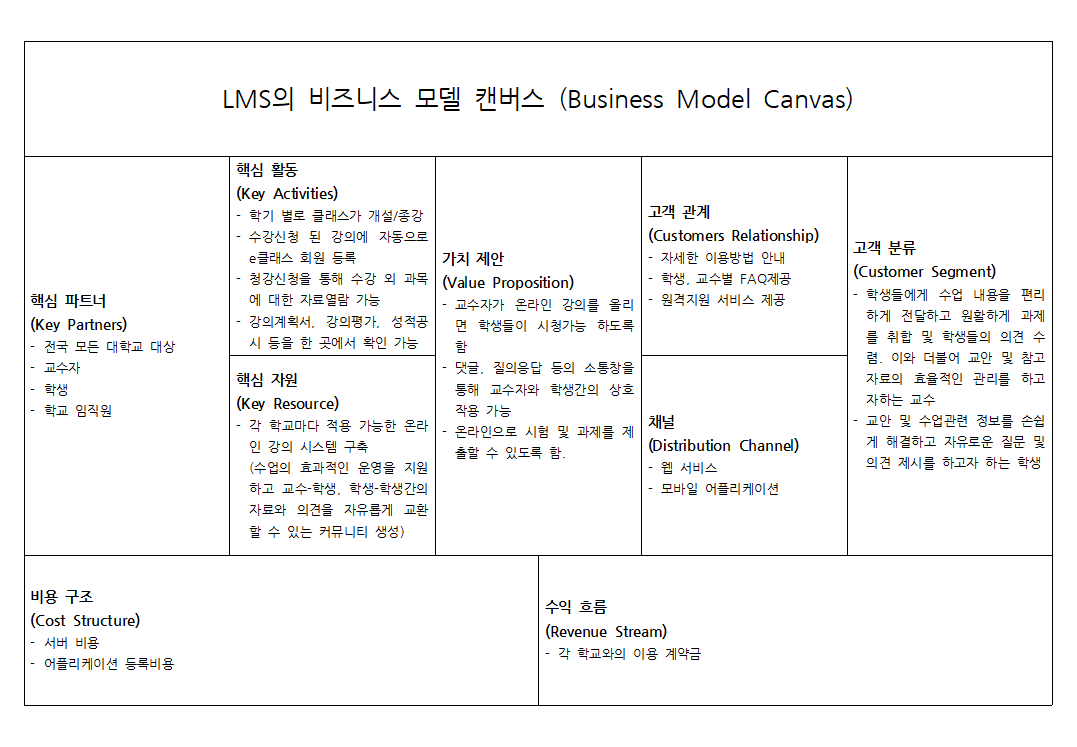 LMS의 비즈니스 모델 캔버스 (Business Model Canvas)
핵심 파트너
(Key Partners)
- 전국 모든 대학교 대상
- 교수자
- 학생
- 학교 임직원
핵심 활동
(Key Activities)
- 학기 별로 클래스가 개설/종강
- 수강신청 된 강의에 자동으로
e클래스 회원 등록
- 청강신청을 통해 수강 외 과목
에 대한 자료열람 가능
- 강의계획서, 강의평가, 성적공
시 등을 한 곳에서 확인 가능
핵심 자원
(Key Resource)
- 각 학교마다 적용 가능한 온라
인 강의 시스템 구축
(수업의 효과적인 운영을 지원
하고 교수-학생, 학생-학생간의
자료와 의견을 자유롭게 교환
할 수 있는 커뮤니티 생성)
가치 제안
(Value Proposition)
- 교수자가 온라인 강의를 올리
면 학생들이 시청가능 하도록
함
- 댓글, 질의응답 등의 소통창을
통해 교수자와 학생간의 상호
작용 가능
- 온라인으로 시험 및 과제를 제
출할 수 있도록 함.
고객 관계
(Customers Relationship)
- 자세한 이용방법 안내
- 학생, 교수별 FAQ제공
- 원격지원 서비스 제공
채널
(Distribution Channel)
- 웹 서비스
- 모바일 어플리케이션
고객 분류
(Customer Segment)
- 학생들에게 수업 내용을 편리
하게 전달하고 원활하게 과제
를 취합 및 학생들의 의견 수
렴. 이와 더불어 교안 및 참고
자료의 효율적인 관리를 하고
자하는 교수
- 교안 및 수업관련 정보를 손쉽
게 해결하고 자유로운 질문 및
의견 제시를 하고자 하는 학생
비용 구조
(Cost Structure)
- 서버 비용
- 어플리케이션 등록비용
수익 흐름
(Revenue Stream)
- 각 학교와의 이용 계약금